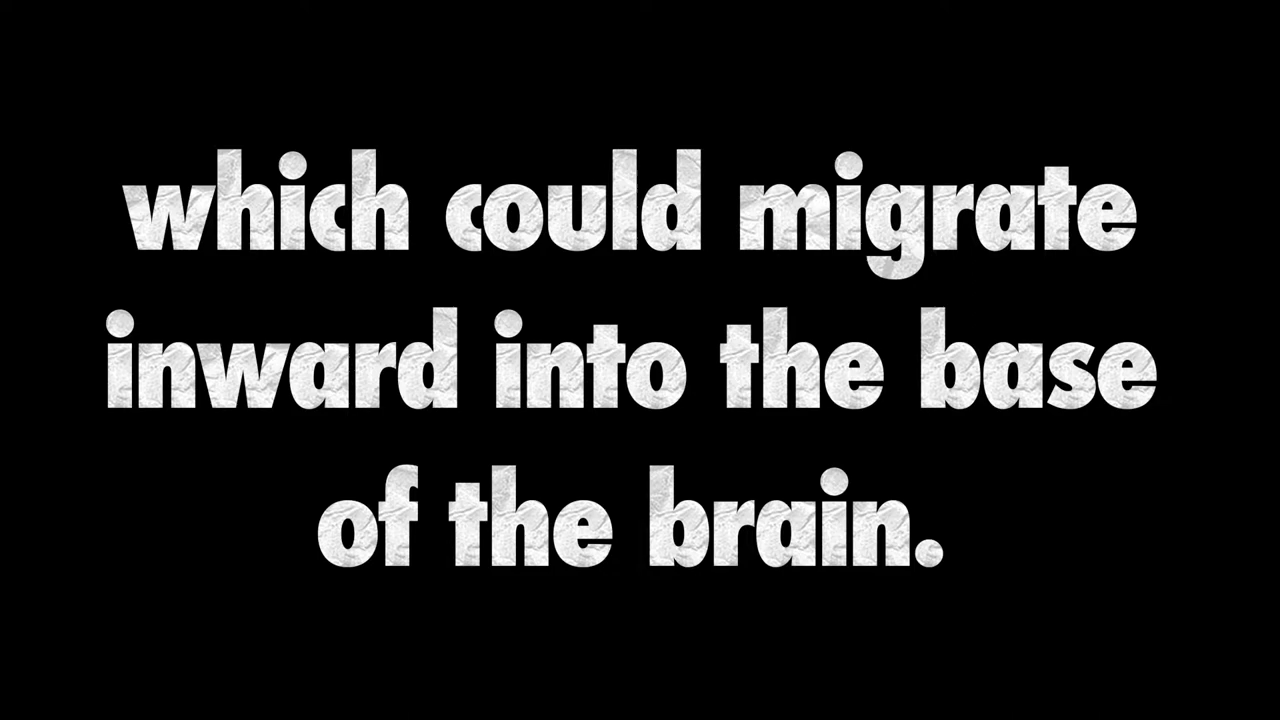 which could migrate
inward into the base
of the brain.